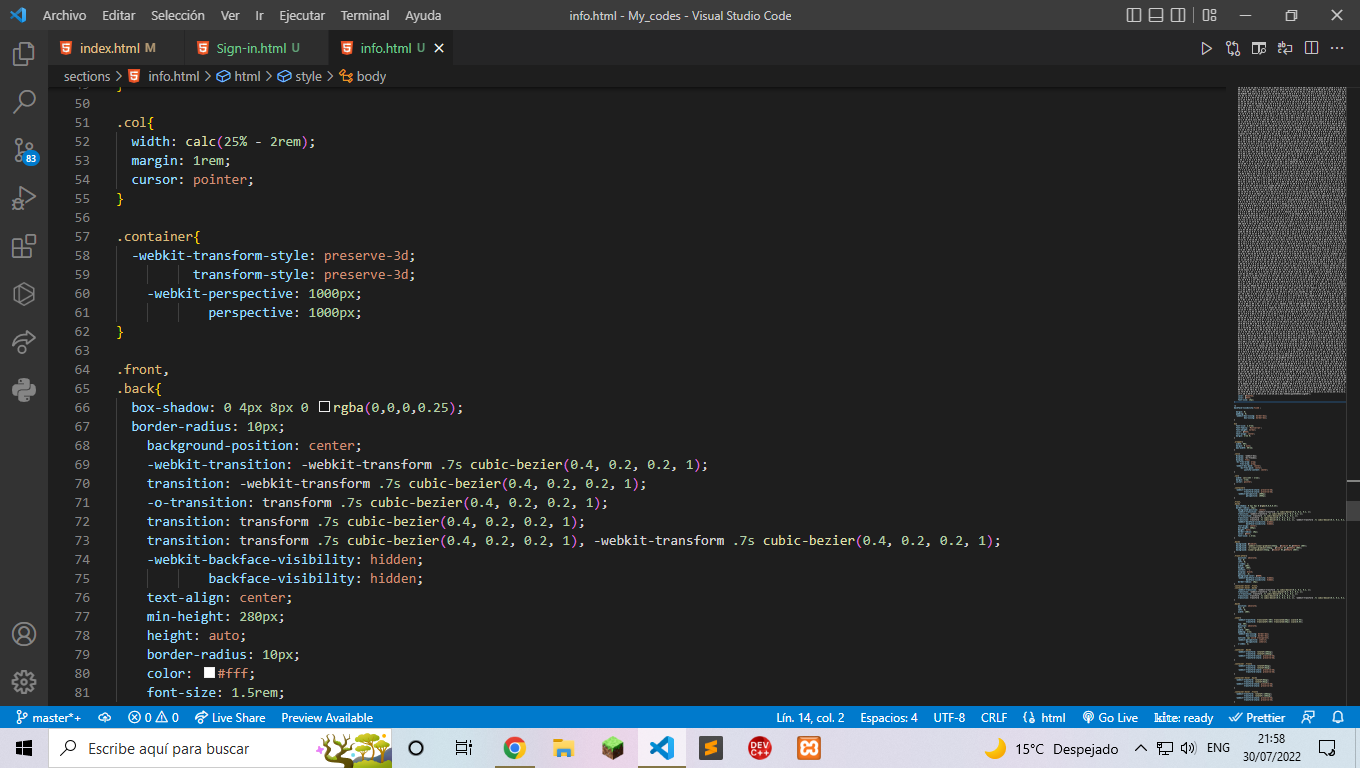 Archivo Editar Selección Ver Ir Ejecutar Terminal Ayuda info.html - My_codes - Visual Studio Code
index.html M Sign-in.html U info.html U
sections > info.html > html > style > body
50
51 .col{
52 width: calc(25% - 2rem);
53 margin: 1rem;
54 cursor: pointer;
55 }
56
57 .container{
58 -webkit-transform-style: preserve-3d;
59 transform-style: preserve-3d;
60 -webkit-perspective: 1000px;
61 perspective: 1000px;
62 }
63
64 .front,
65 .back{
66 box-shadow: 0 4px 8px 0 rgba(0,0,0,0.25);
67 border-radius: 10px;
68 background-position: center;
69 -webkit-transition: -webkit-transform .7s cubic-bezier(0.4, 0.2, 0.2, 1);
70 transition: -webkit-transform .7s cubic-bezier(0.4, 0.2, 0.2, 1);
71 -o-transition: transform .7s cubic-bezier(0.4, 0.2, 0.2, 1);
72 transition: transform .7s cubic-bezier(0.4, 0.2, 0.2, 1);
73 transition: transform .7s cubic-bezier(0.4, 0.2, 0.2, 1), -webkit-transform .7s cubic-bezier(0.4, 0.2, 0.2, 1);
74 -webkit-backface-visibility: hidden;
75 backface-visibility: hidden;
76 text-align: center;
77 min-height: 280px;
78 height: auto;
79 border-radius: 10px;
80 color: #fff;
81 font-size: 1.5rem;
83
master*+ 0 0 Live Share Preview Available Lín. 14, col. 2 Espacios: 4 UTF-8 CRLF html Go Live kite: ready Prettier
Escribe aquí para buscar DEV C++ 15°C Despejado ENG 21:58
30/07/2022